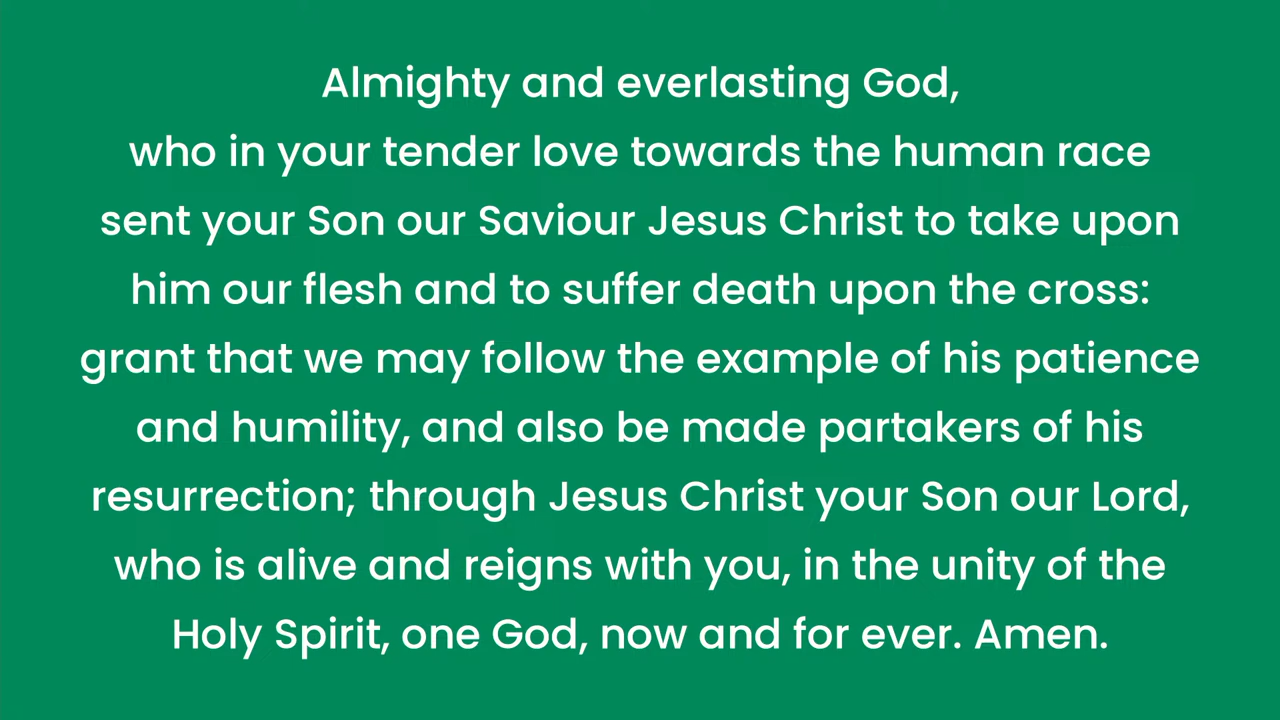 Almighty and everlasting God,
who in your tender love towards the human race
sent your Son our Saviour Jesus Christ to take upon
him our flesh and to suffer death upon the cross:
grant that we may follow the example of his patience
and humility, and also be made partakers of his
resurrection; through Jesus Christ your Son our Lord,
who is alive and reigns with you, in the unity of the
Holy Spirit, one God, now and for ever. Amen.